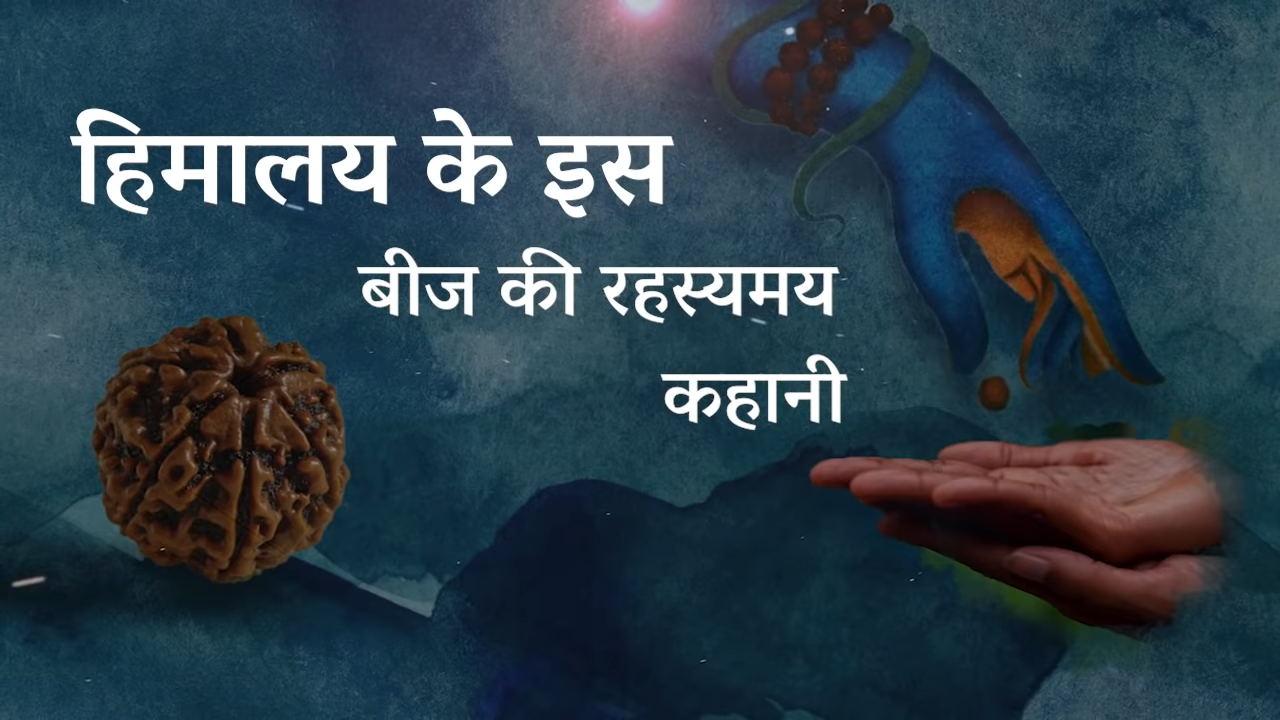 हिमालय के इस
बीज की रहस्यमय
कहानी